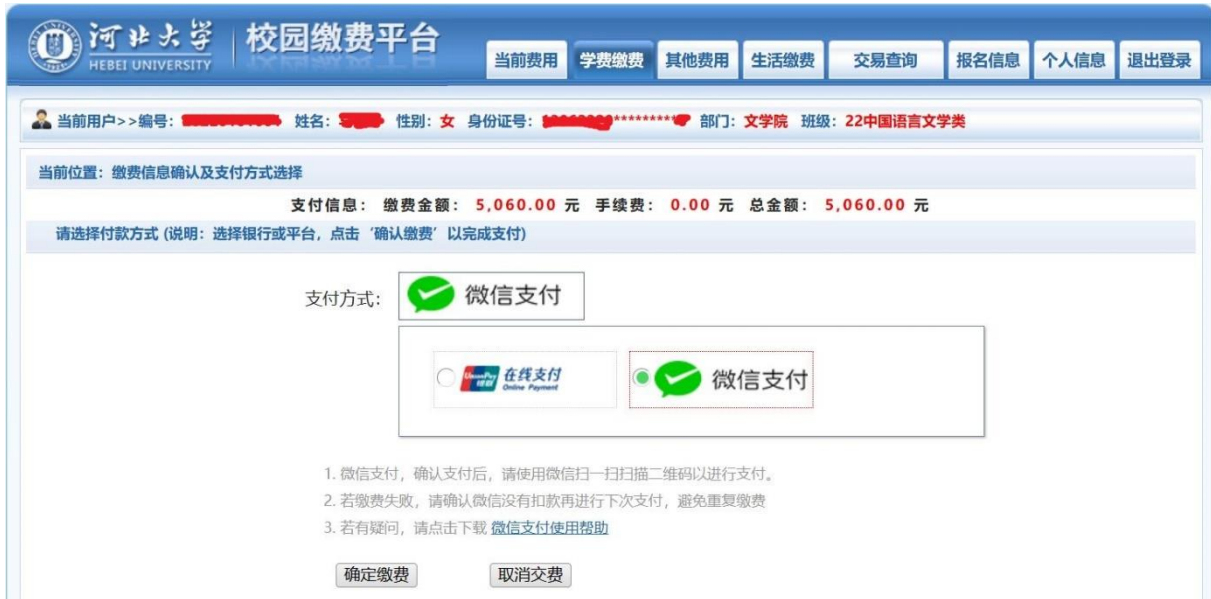 河北大学 校园缴费平台
HEBEI UNIVERSITY
当前费用 学费缴费 其他费用 生活缴费 交易查询 报名信息 个人信息 退出登录
当前用户>>编号: 姓名: 性别: 女 身份证号: ********** 部门: 文学院 班级: 22中国语言文学类
当前位置: 缴费信息确认及支付方式选择
支付信息: 缴费金额: 5,060.00 元 手续费: 0.00 元 总金额: 5,060.00 元
请选择付款方式 (说明: 选择银行或平台, 点击‘确认缴费’以完成支付)
支付方式: 微信支付
UnionPay 银联 在线支付 Online Payment 微信支付
1. 微信支付, 确认支付后, 请使用微信扫一扫扫描二维码以进行支付。
2. 若缴费失败, 请确认微信没有扣款再进行下次支付, 避免重复缴费
3. 若有疑问, 请点击下载 微信支付使用帮助
确定缴费 取消交费